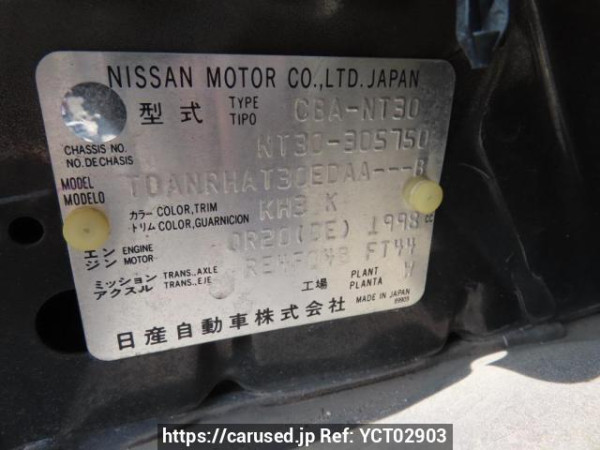 NISSAN MOTOR CO.,LTD. JAPAN
型式 TYPE TIPO CBA-NT30
CHASSIS NO. NO. DE CHASIS NT30-305750
MODEL MODELO TDANRHAT30EDAA---B
カラー COLOR, TRIM トリム COLOR, GUARNICION KH3 K
エンジン ENGINE MOTOR QR20(DE) 1998 cc
ミッション アクスル TRANS., AXLE TRANS., EJE RE4F04B FT44
工場 PLANT PLANTA W
日産自動車株式会社 MADE IN JAPAN
https://carused.jp Ref: YCT02903